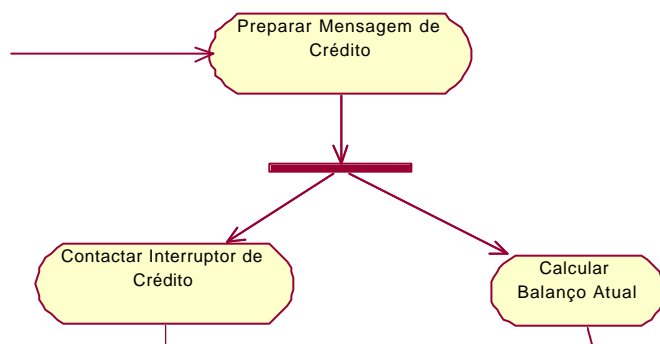 Preparar Mensagem de
Crédito
Contactar Interruptor de
Crédito
Calcular
Balanço Atual